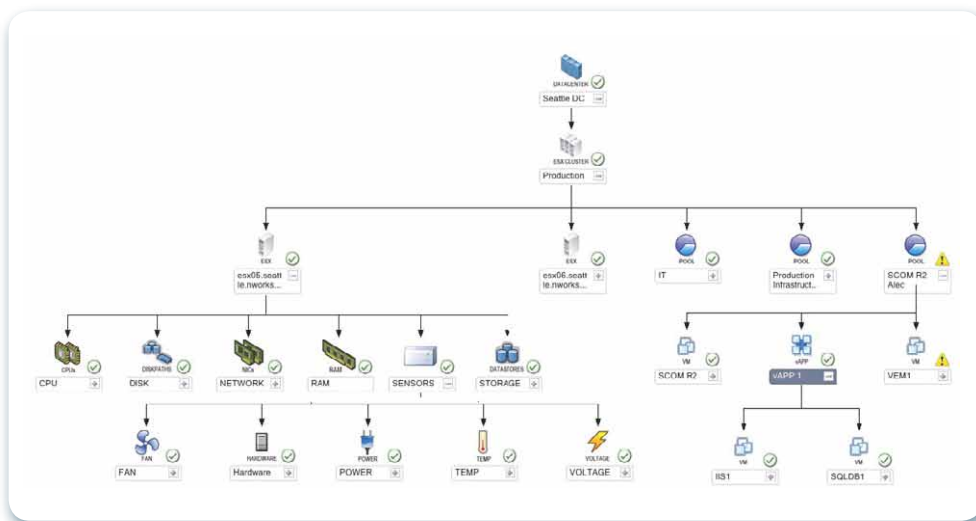 DATACENTER
Seattle DC
ESX CLUSTER
Production
ESX
esx05.seatt
le.nworks...
ESX
esx06.seatt
le.nworks...
POOL
IT
POOL
Production
Infrastruct..
POOL
SCOM R2
Alec
CPUs
CPU
DISKPATHS
DISK
NICs
NETWORK
RAM
RAM
SENSORS
DATASTORES
STORAGE
VM
SCOM R2
vAPP
vAPP 1
VM
VEM1
FAN
FAN
HARDWARE
Hardware
POWER
POWER
TEMP
TEMP
VOLTAGE
VOLTAGE
VM
IIS1
VM
SQLDB1